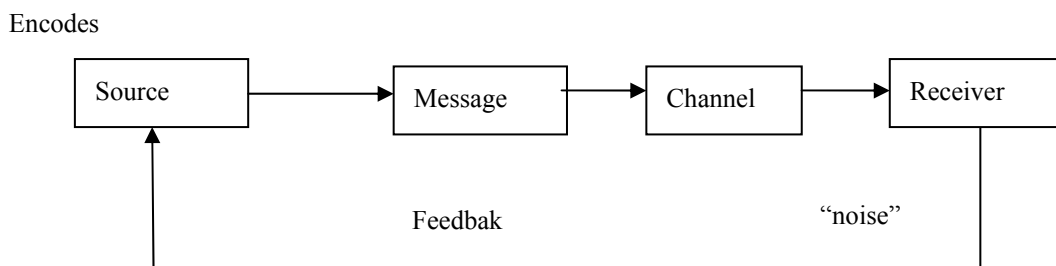 Encodes
Source
Message
Channel
Receiver
Feedbak
“noise”